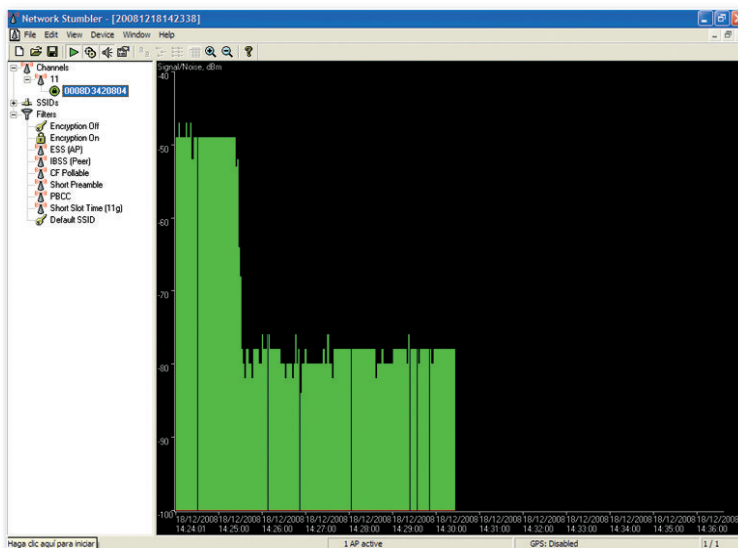 Network Stumbler - [20081218142338]
File Edit View Device Window Help
Channels
11
0008D3420804
SSIDs
Filters
Encryption Off
Encryption On
ESS (AP)
IBSS (Peer)
CF Pollable
Short Preamble
PBCC
Short Slot Time (11g)
Default SSID
Signal/Noise, dBm
-40
-50
-60
-70
-80
-90
-100
18/12/2008 18/12/2008 18/12/2008 18/12/2008 18/12/2008 18/12/2008 18/12/2008 18/12/2008 18/12/2008 18/12/2008 18/12/2008 18/12/2008 18/12/2008
14:24:01 14:25:00 14:26:00 14:27:00 14:28:00 14:29:00 14:30:00 14:31:00 14:32:00 14:33:00 14:34:00 14:35:00 14:36:00
Haga clic aquí para iniciar 1 AP active GPS: Disabled 1 / 1